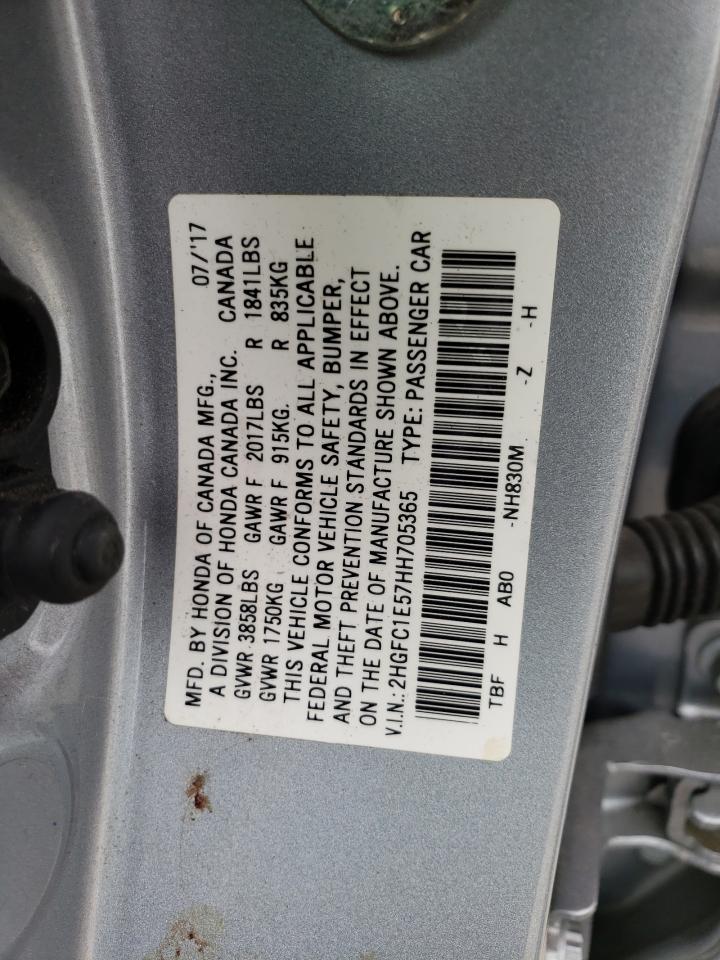 07/'17
MFD. BY HONDA OF CANADA MFG.,
A DIVISION OF HONDA CANADA INC. CANADA
GVWR 3858LBS GAWR F 2017LBS R 1841LBS
GVWR 1750KG GAWR F 915KG. R 835KG
THIS VEHICLE CONFORMS TO ALL APPLICABLE
FEDERAL MOTOR VEHICLE SAFETY, BUMPER,
AND THEFT PREVENTION STANDARDS IN EFFECT
ON THE DATE OF MANUFACTURE SHOWN ABOVE.
V.I.N.: 2HGFC1E57HH705365 TYPE: PASSENGER CAR
TBF H AB0 -NH830M -Z -H